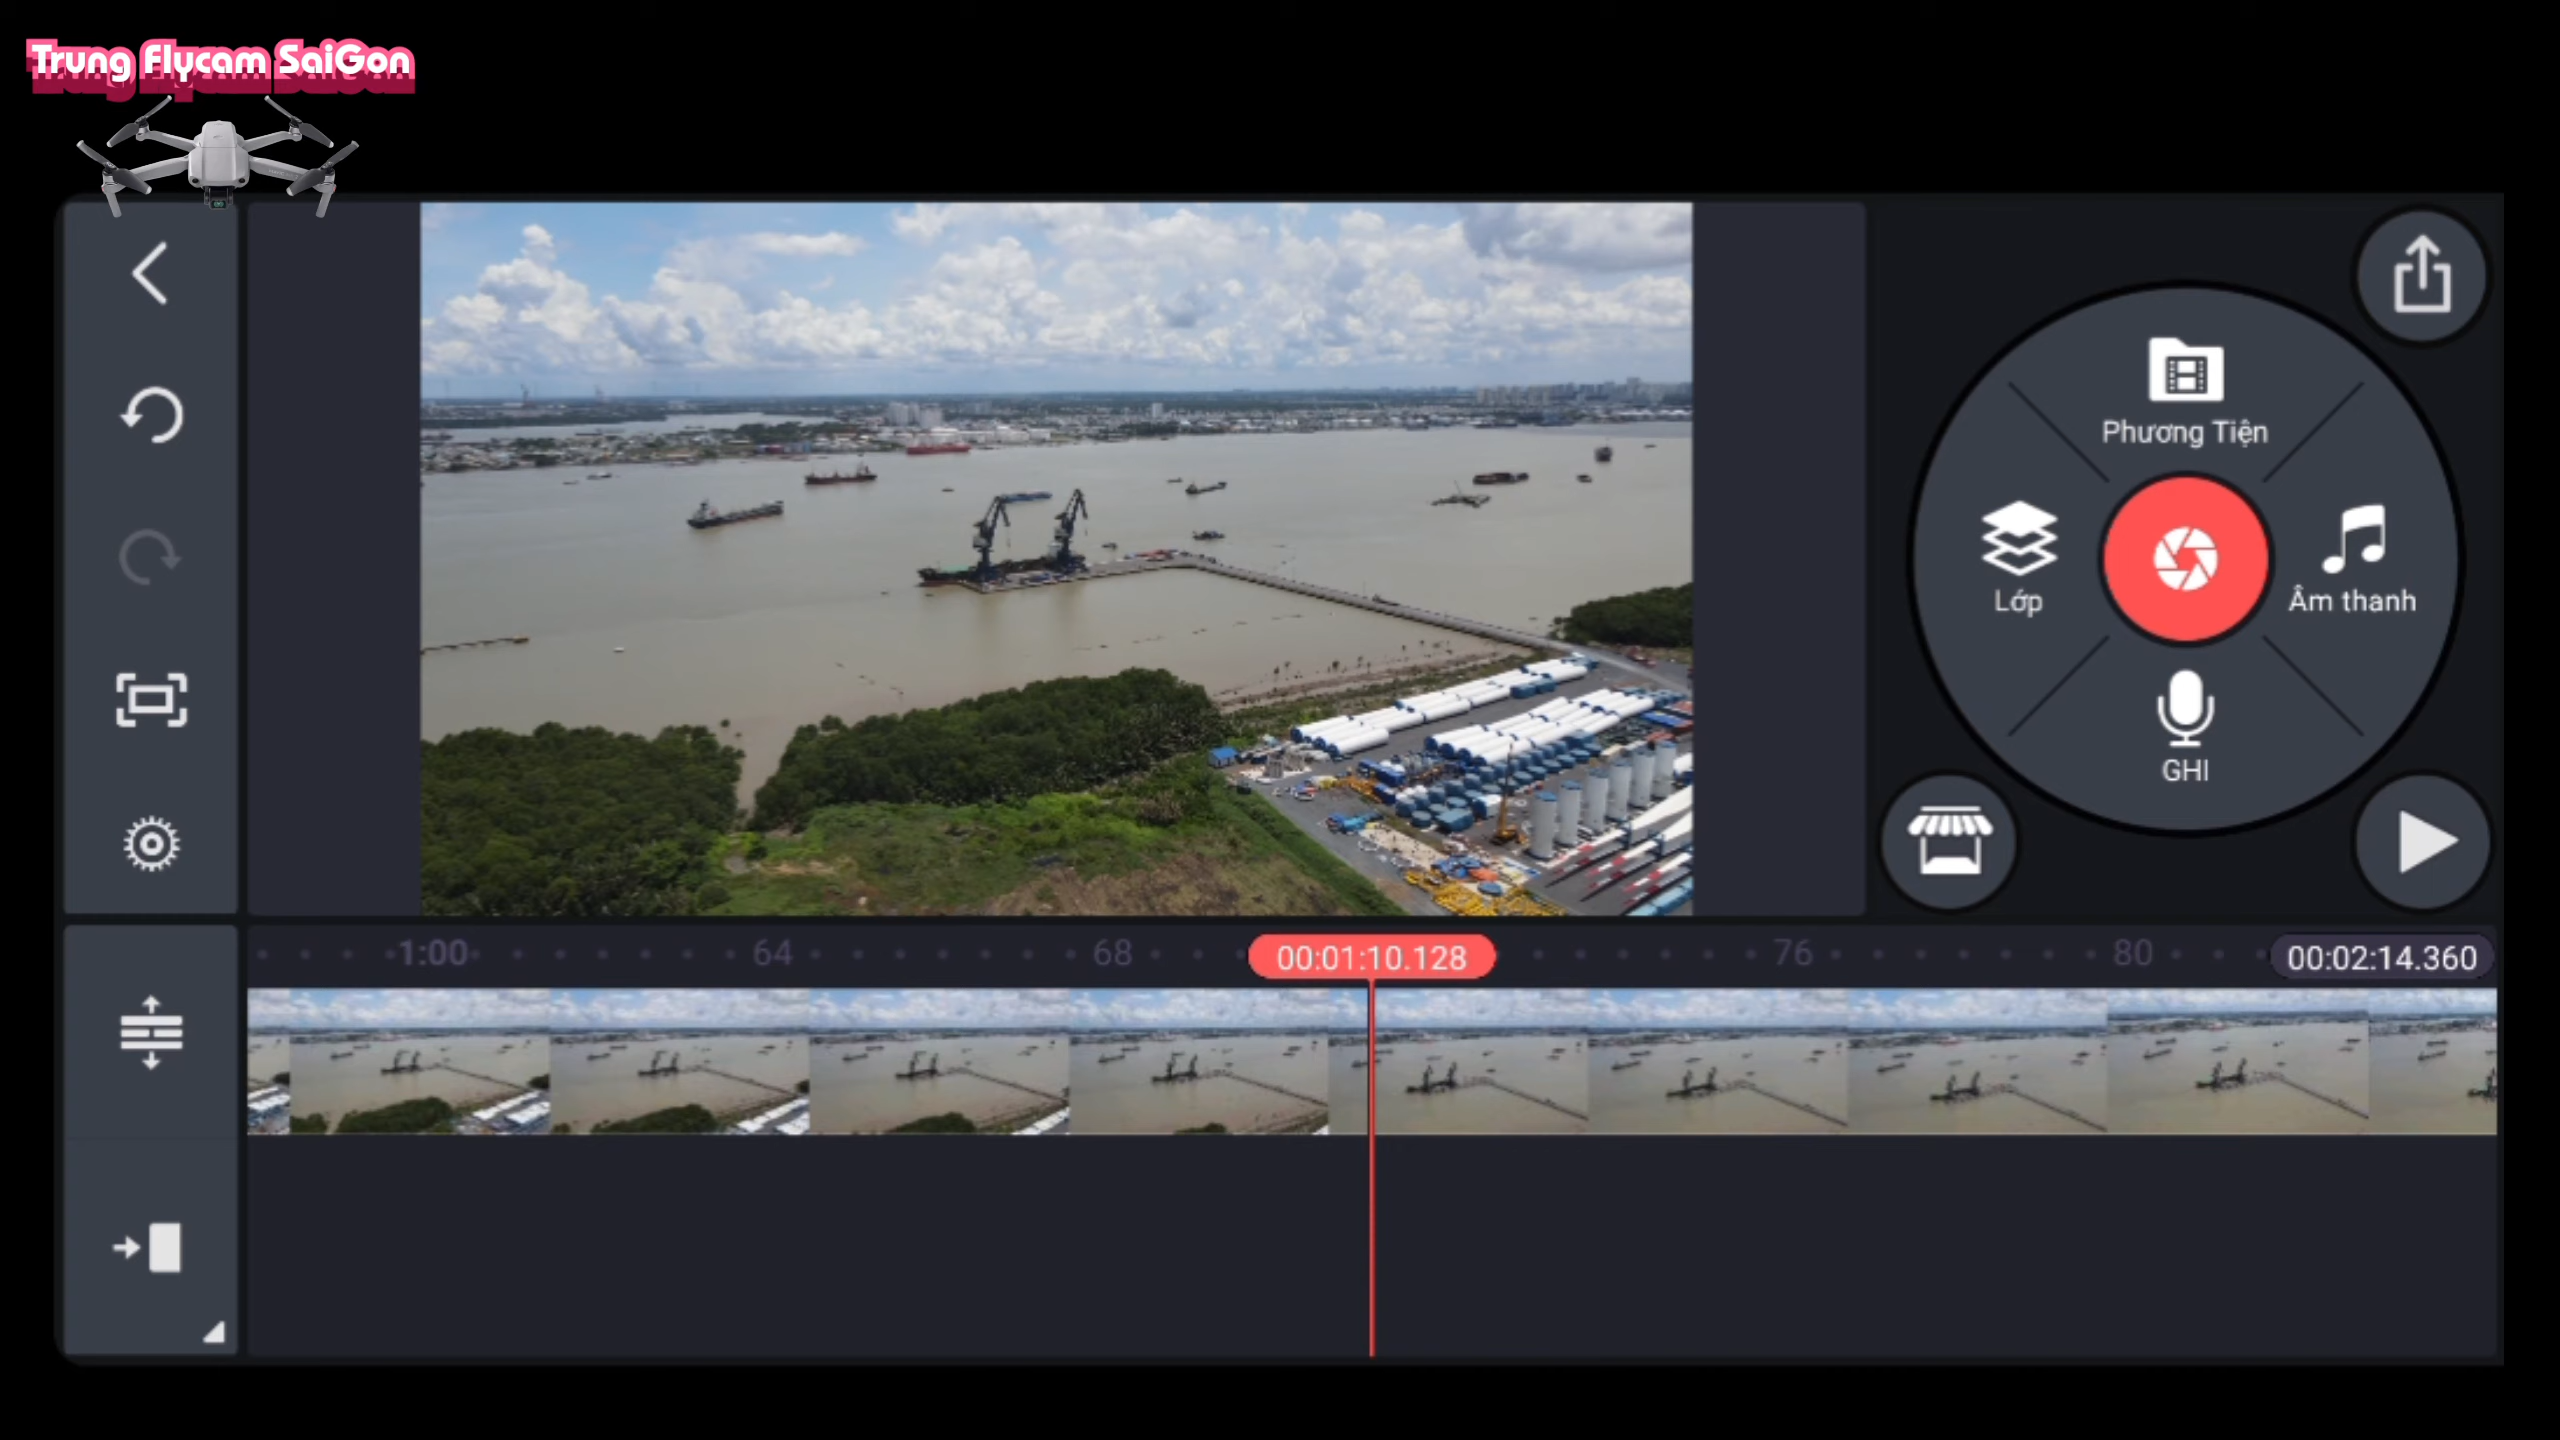 Trung Flycam SaiGon
Phương Tiện
Lớp
Âm thanh
GHI
1:00
64
68
00:01:10.128
76
80
00:02:14.360